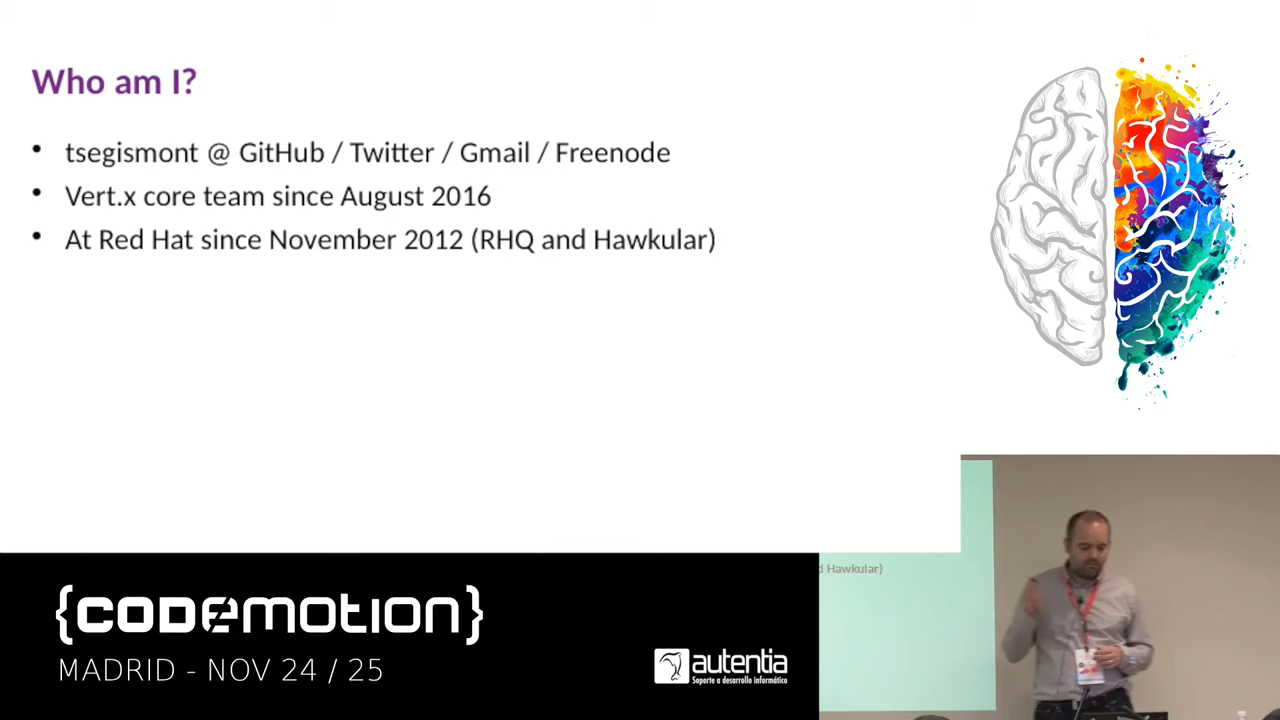 Who am I?
• tsegismont @ GitHub / Twitter / Gmail / Freenode
• Vert.x core team since August 2016
• At Red Hat since November 2012 (RHQ and Hawkular)
d Hawkular)
{CODEMOTION}
MADRID - NOV 24 / 25
autentia
Soporte a desarrollo informático